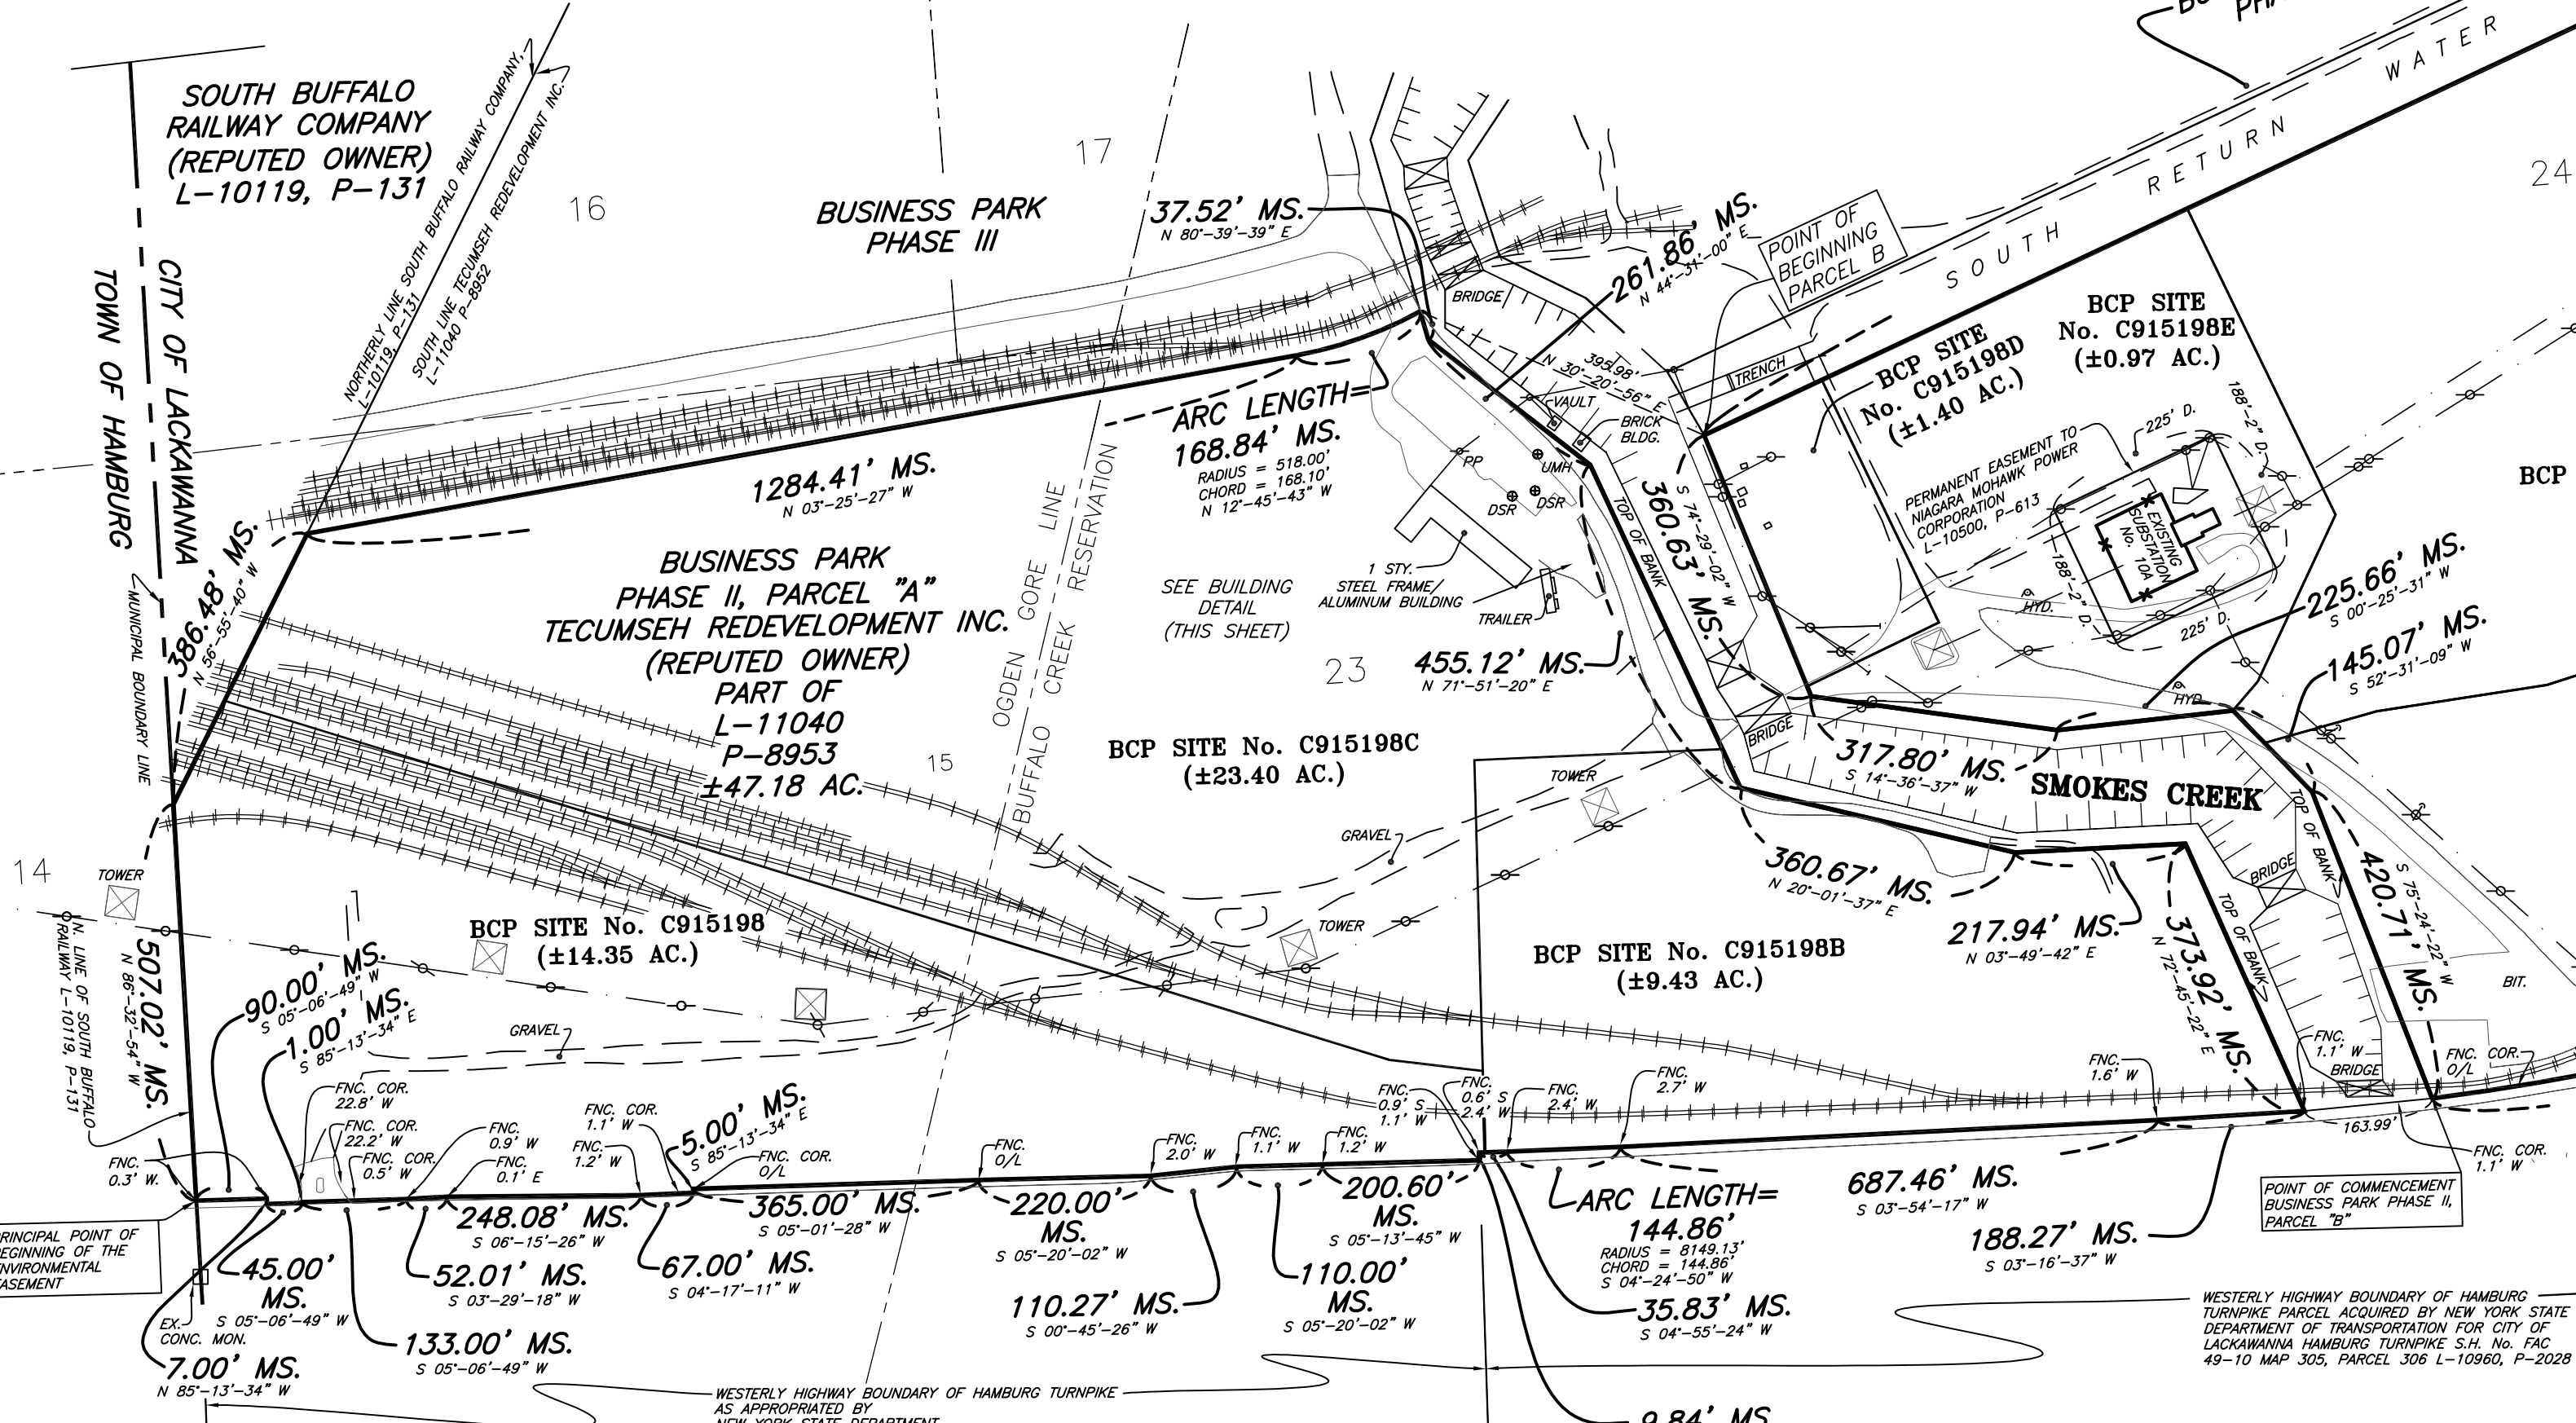 SOUTH BUFFALO
RAILWAY COMPANY
(REPUTED OWNER)
L-10119, P-131
NORTHERLY LINE SOUTH BUFFALO RAILWAY COMPANY,
L-10119, P-131
SOUTH LINE TECUMSEH REDEVELOPMENT INC.
L-11040 P-8952
16
17
24
BUSINESS PARK
PHASE III
37.52' MS.
N 80°-39'-39" E
261.86' MS.
N 44°-31'-00" E
POINT OF
BEGINNING
PARCEL B
SOUTH RETURN WATER
BCP SITE
No. C915198E
(±0.97 AC.)
BCP SITE
No. C915198D
(±1.40 AC.)
CITY OF LACKAWANNA
TOWN OF HAMBURG
MUNICIPAL BOUNDARY LINE
BRIDGE
395.98'
N 30°-20'-56" E
TRENCH
VAULT
BRICK
BLDG.
PP
UMH
DSR
DSR
ARC LENGTH=
168.84' MS.
RADIUS = 518.00'
CHORD = 168.10'
N 12°-45'-43" W
1284.41' MS.
N 03°-25'-27" W
386.48' MS.
N 56°-55'-40" W
OGDEN GORE LINE
BUFFALO CREEK RESERVATION
BUSINESS PARK
PHASE II, PARCEL "A"
TECUMSEH REDEVELOPMENT INC.
(REPUTED OWNER)
PART OF
L-11040
P-8953
±47.18 AC.
SEE BUILDING
DETAIL
(THIS SHEET)
1 STY.
STEEL FRAME/
ALUMINUM BUILDING
TRAILER
TOP OF BANK
360.63' MS.
S 74°-29'-02" W
PERMANENT EASEMENT TO
NIAGARA MOHAWK POWER
CORPORATION
L-10500, P-613
225' D.
188'-2" D.
EXISTING
SUBSTATION
No. 10A
188'-2" D.
225' D.
HYD.
HYD.
BCP
225.66' MS.
S 00°-25'-31" W
145.07' MS.
S 52°-31'-09" W
23
455.12' MS.
N 71°-51'-20" E
BRIDGE
317.80' MS.
S 14°-36'-37" W
SMOKES CREEK
15
BCP SITE No. C915198C
(±23.40 AC.)
TOWER
GRAVEL
TOP OF BANK
BRIDGE
14
TOWER
360.67' MS.
N 20°-01'-37" E
420.71' MS.
S 75°-24'-22" W
BCP SITE No. C915198
(±14.35 AC.)
TOWER
BCP SITE No. C915198B
(±9.43 AC.)
217.94' MS.
N 03°-49'-42" E
373.92' MS.
N 72°-45'-22" E
TOP OF BANK
BIT.
N. LINE OF SOUTH BUFFALO
RAILWAY L-10119, P-131
507.02' MS.
N 86°-32'-54" W
90.00' MS.
S 05°-06'-49" W
1.00' MS.
S 85°-13'-34" E
GRAVEL
FNC. COR.
22.8' W
FNC. COR.
22.2' W
FNC. COR.
0.5' W
FNC.
0.9' W
FNC.
0.1' E
FNC. COR.
1.1' W
FNC.
1.2' W
5.00' MS.
S 85°-13'-34" E
FNC. COR.
O/L
FNC.
O/L
FNC.
2.0' W
FNC.
1.1' W
FNC.
1.2' W
FNC.
0.9' S
1.1' W
FNC.
0.6' S
2.4' W
FNC.
2.4' W
FNC.
2.7' W
FNC.
1.6' W
FNC.
1.1' W
BRIDGE
FNC. COR.
O/L
163.99'
FNC. COR.
1.1' W
FNC.
0.3' W.
248.08' MS.
S 06°-15'-26" W
365.00' MS.
S 05°-01'-28" W
220.00'
MS.
S 05°-20'-02" W
200.60'
MS.
S 05°-13'-45" W
ARC LENGTH=
144.86'
RADIUS = 8149.13'
CHORD = 144.86'
S 04°-24'-50" W
687.46' MS.
S 03°-54'-17" W
188.27' MS.
S 03°-16'-37" W
POINT OF COMMENCEMENT
BUSINESS PARK PHASE II,
PARCEL "B"
PRINCIPAL POINT OF
BEGINNING OF THE
ENVIRONMENTAL
EASEMENT
45.00'
MS.
S 05°-06'-49" W
52.01' MS.
S 03°-29'-18" W
67.00' MS.
S 04°-17'-11" W
110.27' MS.
S 00°-45'-26" W
110.00'
MS.
S 05°-20'-02" W
35.83' MS.
S 04°-55'-24" W
EX.
CONC. MON.
133.00' MS.
S 05°-06'-49" W
7.00' MS.
N 85°-13'-34" W
WESTERLY HIGHWAY BOUNDARY OF HAMBURG TURNPIKE
AS APPROPRIATED BY
NEW YORK STATE DEPARTMENT
9.84' MS.
WESTERLY HIGHWAY BOUNDARY OF HAMBURG
TURNPIKE PARCEL ACQUIRED BY NEW YORK STATE
DEPARTMENT OF TRANSPORTATION FOR CITY OF
LACKAWANNA HAMBURG TURNPIKE S.H. No. FAC
49-10 MAP 305, PARCEL 306 L-10960, P-2028